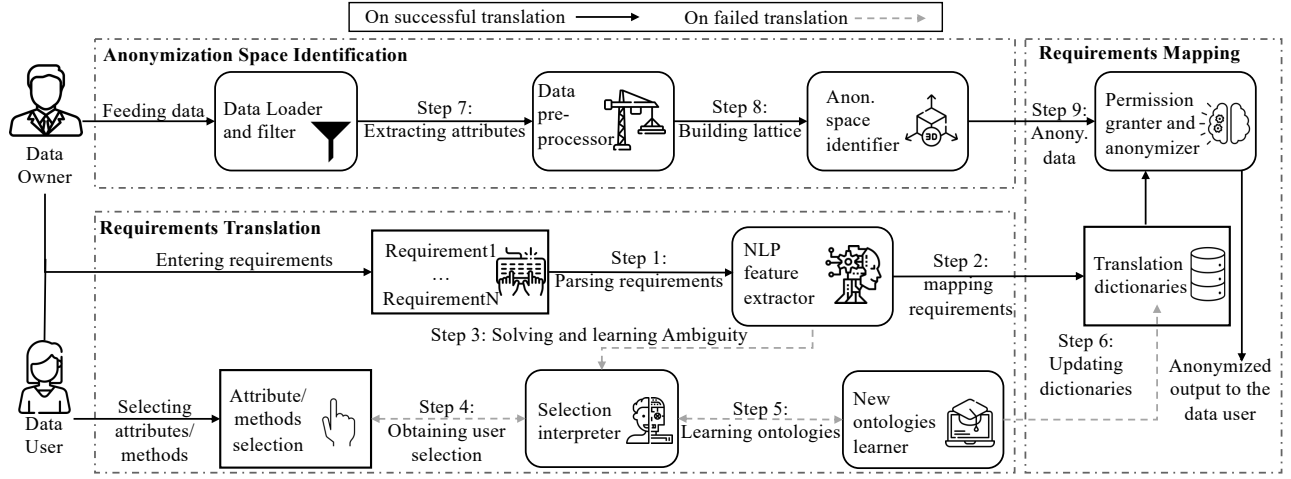 On successful translation
On failed translation
Anonymization Space Identification
Requirements Mapping
Data
Owner
Feeding data
Data Loader
and filter
Step 7:
Extracting attributes
Data
pre-
processor
Step 8:
Building lattice
Anon.
space
identifier
3D
Step 9:
Anony.
data
Permission
granter and
anonymizer
Requirements Translation
Entering requirements
Requirement1
…
RequirementN
Step 1:
Parsing requirements
NLP
feature
extractor
Step 2:
mapping
requirements
Translation
dictionaries
Step 3: Solving and learning Ambiguity
Step 6:
Updating
dictionaries
Anonymized
output to the
data user
Data
User
Selecting
attributes/
methods
Attribute/
methods
selection
Step 4:
Obtaining user
selection
Selection
interpreter
Step 5:
Learning ontologies
New
ontologies
learner